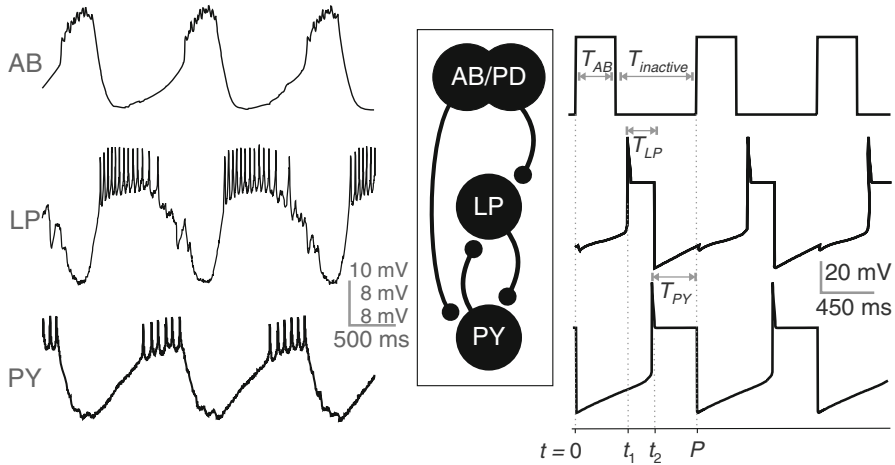 AB
LP
PY
10 mV
8 mV
8 mV
500 ms
AB/PD
LP
PY
T_AB
T_inactive
T_LP
T_PY
20 mV
450 ms
t = 0
t_1
t_2
P